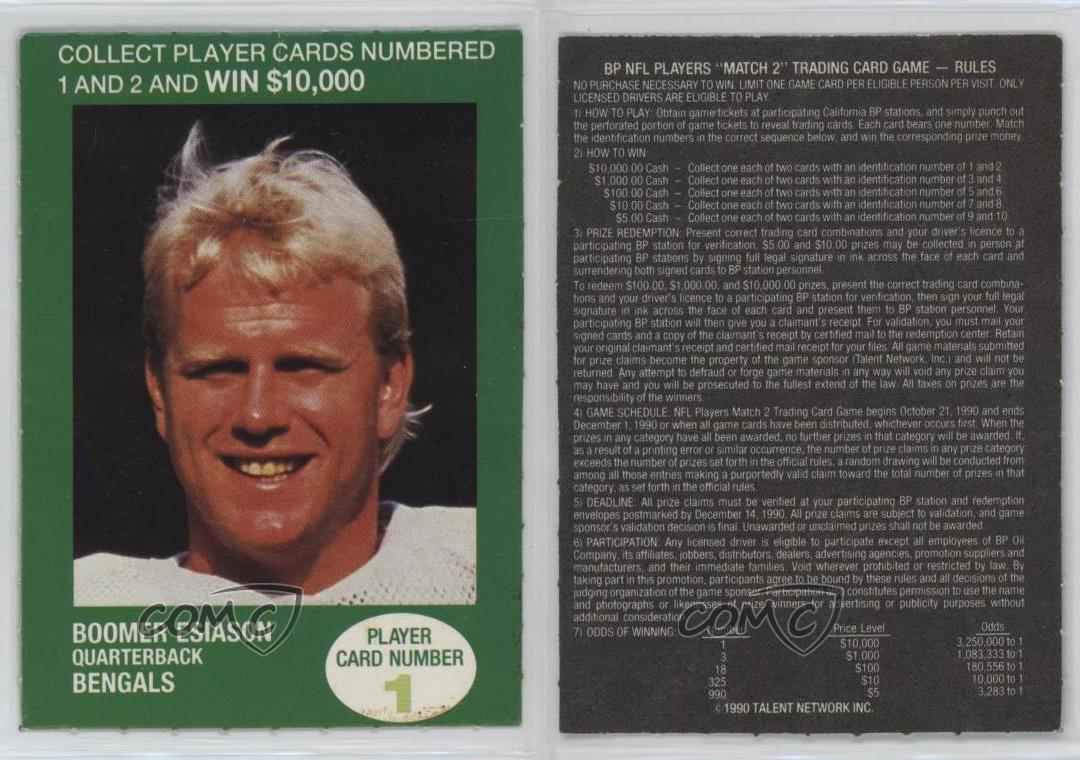 COLLECT PLAYER CARDS NUMBERED
1 AND 2 AND WIN $10,000
BOOMER ESIASON
QUARTERBACK
BENGALS
PLAYER
CARD NUMBER
1
COMC
BP NFL PLAYERS "MATCH 2" TRADING CARD GAME — RULES
NO PURCHASE NECESSARY TO WIN. LIMIT ONE GAME CARD PER ELIGIBLE PERSON PER VISIT. ONLY
LICENSED DRIVERS ARE ELIGIBLE TO PLAY.
1) HOW TO PLAY: Obtain gametickets at participating California BP stations, and simply punch out
the perforated portion of game tickets to reveal trading cards. Each card bears one number. Match
the identification numbers in the correct sequence below, and win the corresponding prize money.
2) HOW TO WIN:
$10,000.00 Cash – Collect one each of two cards with an identification number of 1 and 2.
$1,000.00 Cash – Collect one each of two cards with an identification number of 3 and 4.
$100.00 Cash – Collect one each of two cards with an identification number of 5 and 6.
$10.00 Cash – Collect one each of two cards with an identification number of 7 and 8.
$5.00 Cash – Collect one each of two cards with an identification number of 9 and 10.
3) PRIZE REDEMPTION: Present correct trading card combinations and your driver's licence to a
participating BP station for verification. $5.00 and $10.00 prizes may be collected in person at
participating BP stations by signing full legal signature in ink across the face of each card and
surrendering both signed cards to BP station personnel.
To redeem $100.00, $1,000.00, and $10,000.00 prizes, present the correct trading card combina-
tions and your driver's licence to a participating BP station for verification, then sign your full legal
signature in ink across the face of each card and present them to BP station personnel. Your
participating BP station will then give you a claimant's receipt. For validation, you must mail your
signed cards and a copy of the claimant's receipt by certified mail to the redemption center. Retain
your original claimant's receipt and certified mail receipt for your files. All game materials submitted
for prize claims become the property of the game sponsor (Talent Network, Inc.) and will not be
returned. Any attempt to defraud or forge game materials in any way will void any prize claim you
may have and you will be prosecuted to the fullest extend of the law. All taxes on prizes are the
responsibility of the winners.
4) GAME SCHEDULE: NFL Players Match 2 Trading Card Game begins October 21, 1990 and ends
December 1, 1990 or when all game cards have been distributed, whichever occurs first. When the
prizes in any category have all been awarded, no further prizes in that category will be awarded. If,
as a result of a printing error or similar occurrence, the number of prize claims in any prize category
exceeds the number of prizes set forth in the official rules, a random drawing will be conducted from
among all those entries making a purportedly valid claim toward the total number of prizes in that
category, as set forth in the official rules.
5) DEADLINE: All prize claims must be verified at your participating BP station and redemption
envelopes postmarked by December 14, 1990. All prize claims are subject to validation, and game
sponsor's validation decision is final. Unawarded or unclaimed prizes shall not be awarded.
6) PARTICIPATION: Any licensed driver is eligible to participate except all employees of BP Oil
Company, its affiliates, jobbers, distributors, dealers, advertising agencies, promotion suppliers and
manufacturers, and their immediate families. Void wherever prohibited or restricted by law. By
taking part in this promotion, participants agree to be bound by these rules and all decisions of the
judging organization of the game sponsor. Participation also constitutes permission to use the name
and photographs or likenesses of prize winners for advertising or publicity purposes without
additional consideration.
7) ODDS OF WINNING: Number Price Level Odds
1 $10,000 3,250,000 to 1
3 $1,000 1,083,333 to 1
18 $100 180,556 to 1
325 $10 10,000 to 1
990 $5 3,283 to 1
© 1990 TALENT NETWORK INC.
COMC